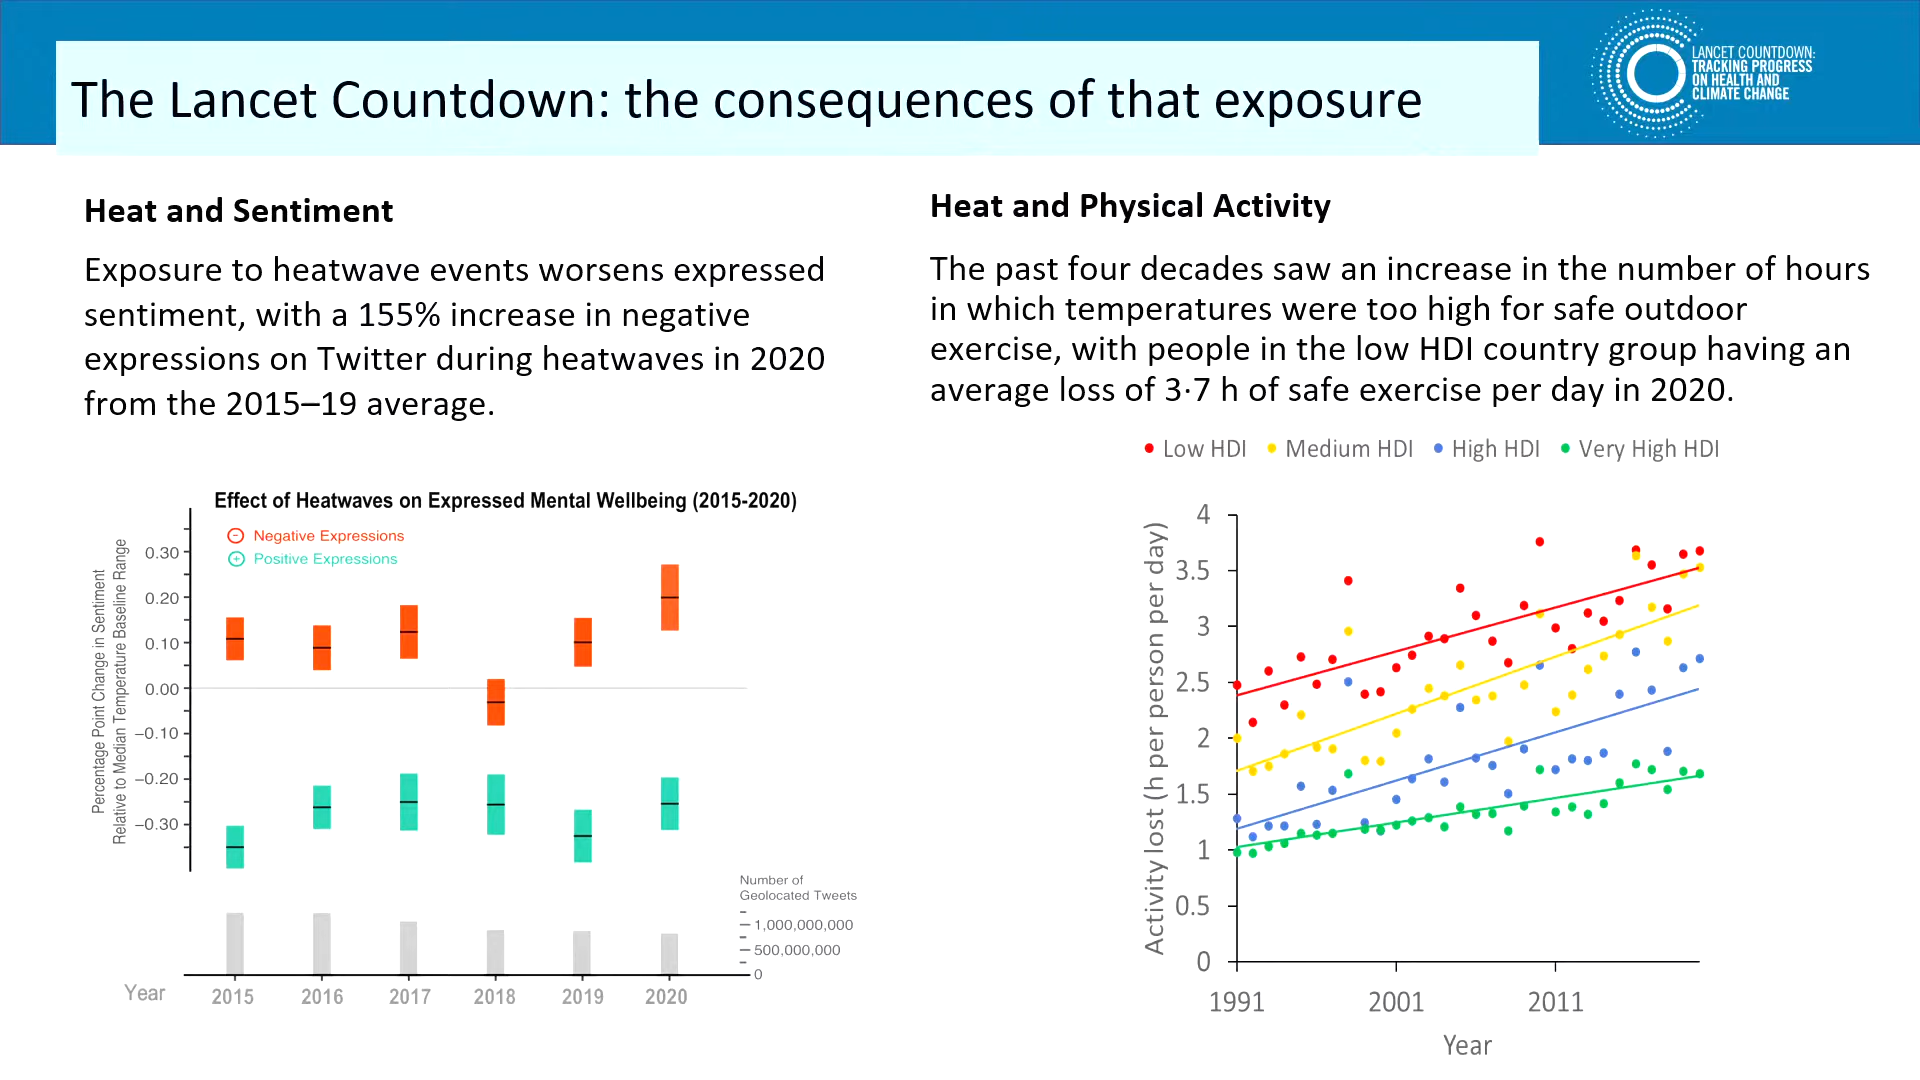 The Lancet Countdown: the consequences of that exposure
LANCET COUNTDOWN:
TRACKING PROGRESS
ON HEALTH AND
CLIMATE CHANGE
Heat and Sentiment
Exposure to heatwave events worsens expressed
sentiment, with a 155% increase in negative
expressions on Twitter during heatwaves in 2020
from the 2015–19 average.
Effect of Heatwaves on Expressed Mental Wellbeing (2015-2020)
Negative Expressions
Positive Expressions
Percentage Point Change in Sentiment
Relative to Median Temperature Baseline Range
0.30
0.20
0.10
0.00
−0.10
−0.20
−0.30
Number of
Geolocated Tweets
1,000,000,000
500,000,000
0
Year
2015 2016 2017 2018 2019 2020
Heat and Physical Activity
The past four decades saw an increase in the number of hours
in which temperatures were too high for safe outdoor
exercise, with people in the low HDI country group having an
average loss of 3·7 h of safe exercise per day in 2020.
Low HDI Medium HDI High HDI Very High HDI
Activity lost (h per person per day)
4
3.5
3
2.5
2
1.5
1
0.5
0
1991 2001 2011
Year